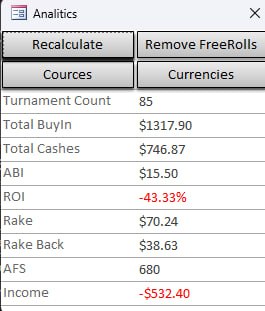 Analitics
Recalculate Remove FreeRolls
Cources Currencies
Turnament Count 85
Total BuyIn $1317.90
Total Cashes $746.87
ABI $15.50
ROI -43.33%
Rake $70.24
Rake Back $38.63
AFS 680
Income -$532.40